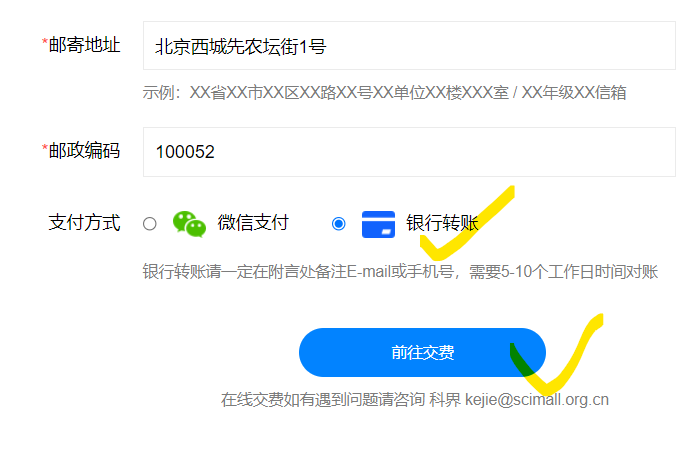 *邮寄地址 北京西城先农坛街1号
示例：XX省XX市XX区XX路XX号XX单位XX楼XXX室 / XX年级XX信箱
*邮政编码 100052
支付方式 微信支付 银行转账
银行转账请一定在附言处备注E-mail或手机号，需要5-10个工作日时间对账
前往交费
在线交费如有遇到问题请咨询 科界 kejie@scimall.org.cn